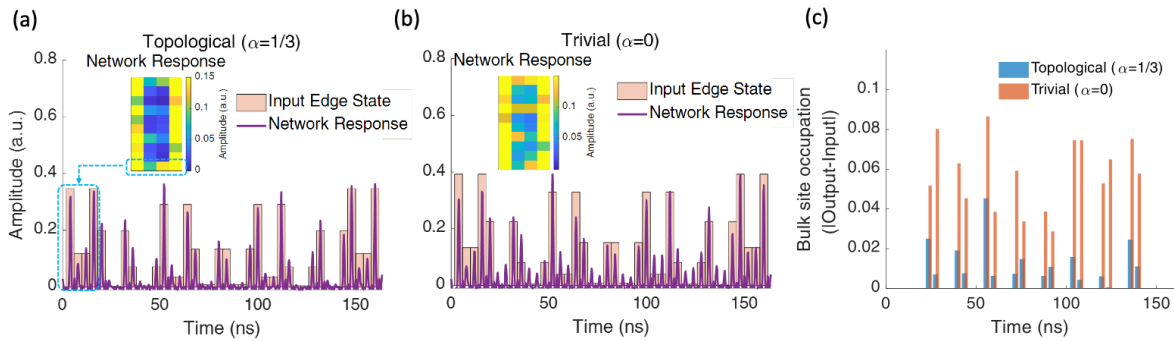 (a)
Topological (α=1/3)
Network Response
0.15
0.1
0.05
0
Amplitude (a.u.)
Input Edge State
Network Response
0.8
0.6
0.4
0.2
0
Amplitude (a.u.)
0
50
100
150
Time (ns)
(b)
Trivial (α=0)
Network Response
0.1
0.05
Amplitude (a.u.)
Input Edge State
Network Response
0.8
0.6
0.4
0.2
0
0
50
100
150
Time (ns)
(c)
Topological (α=1/3)
Trivial (α=0)
0.1
0.08
0.06
0.04
0.02
0
Bulk site occupation
(|Output-Input|)
0
50
100
150
Time (ns)